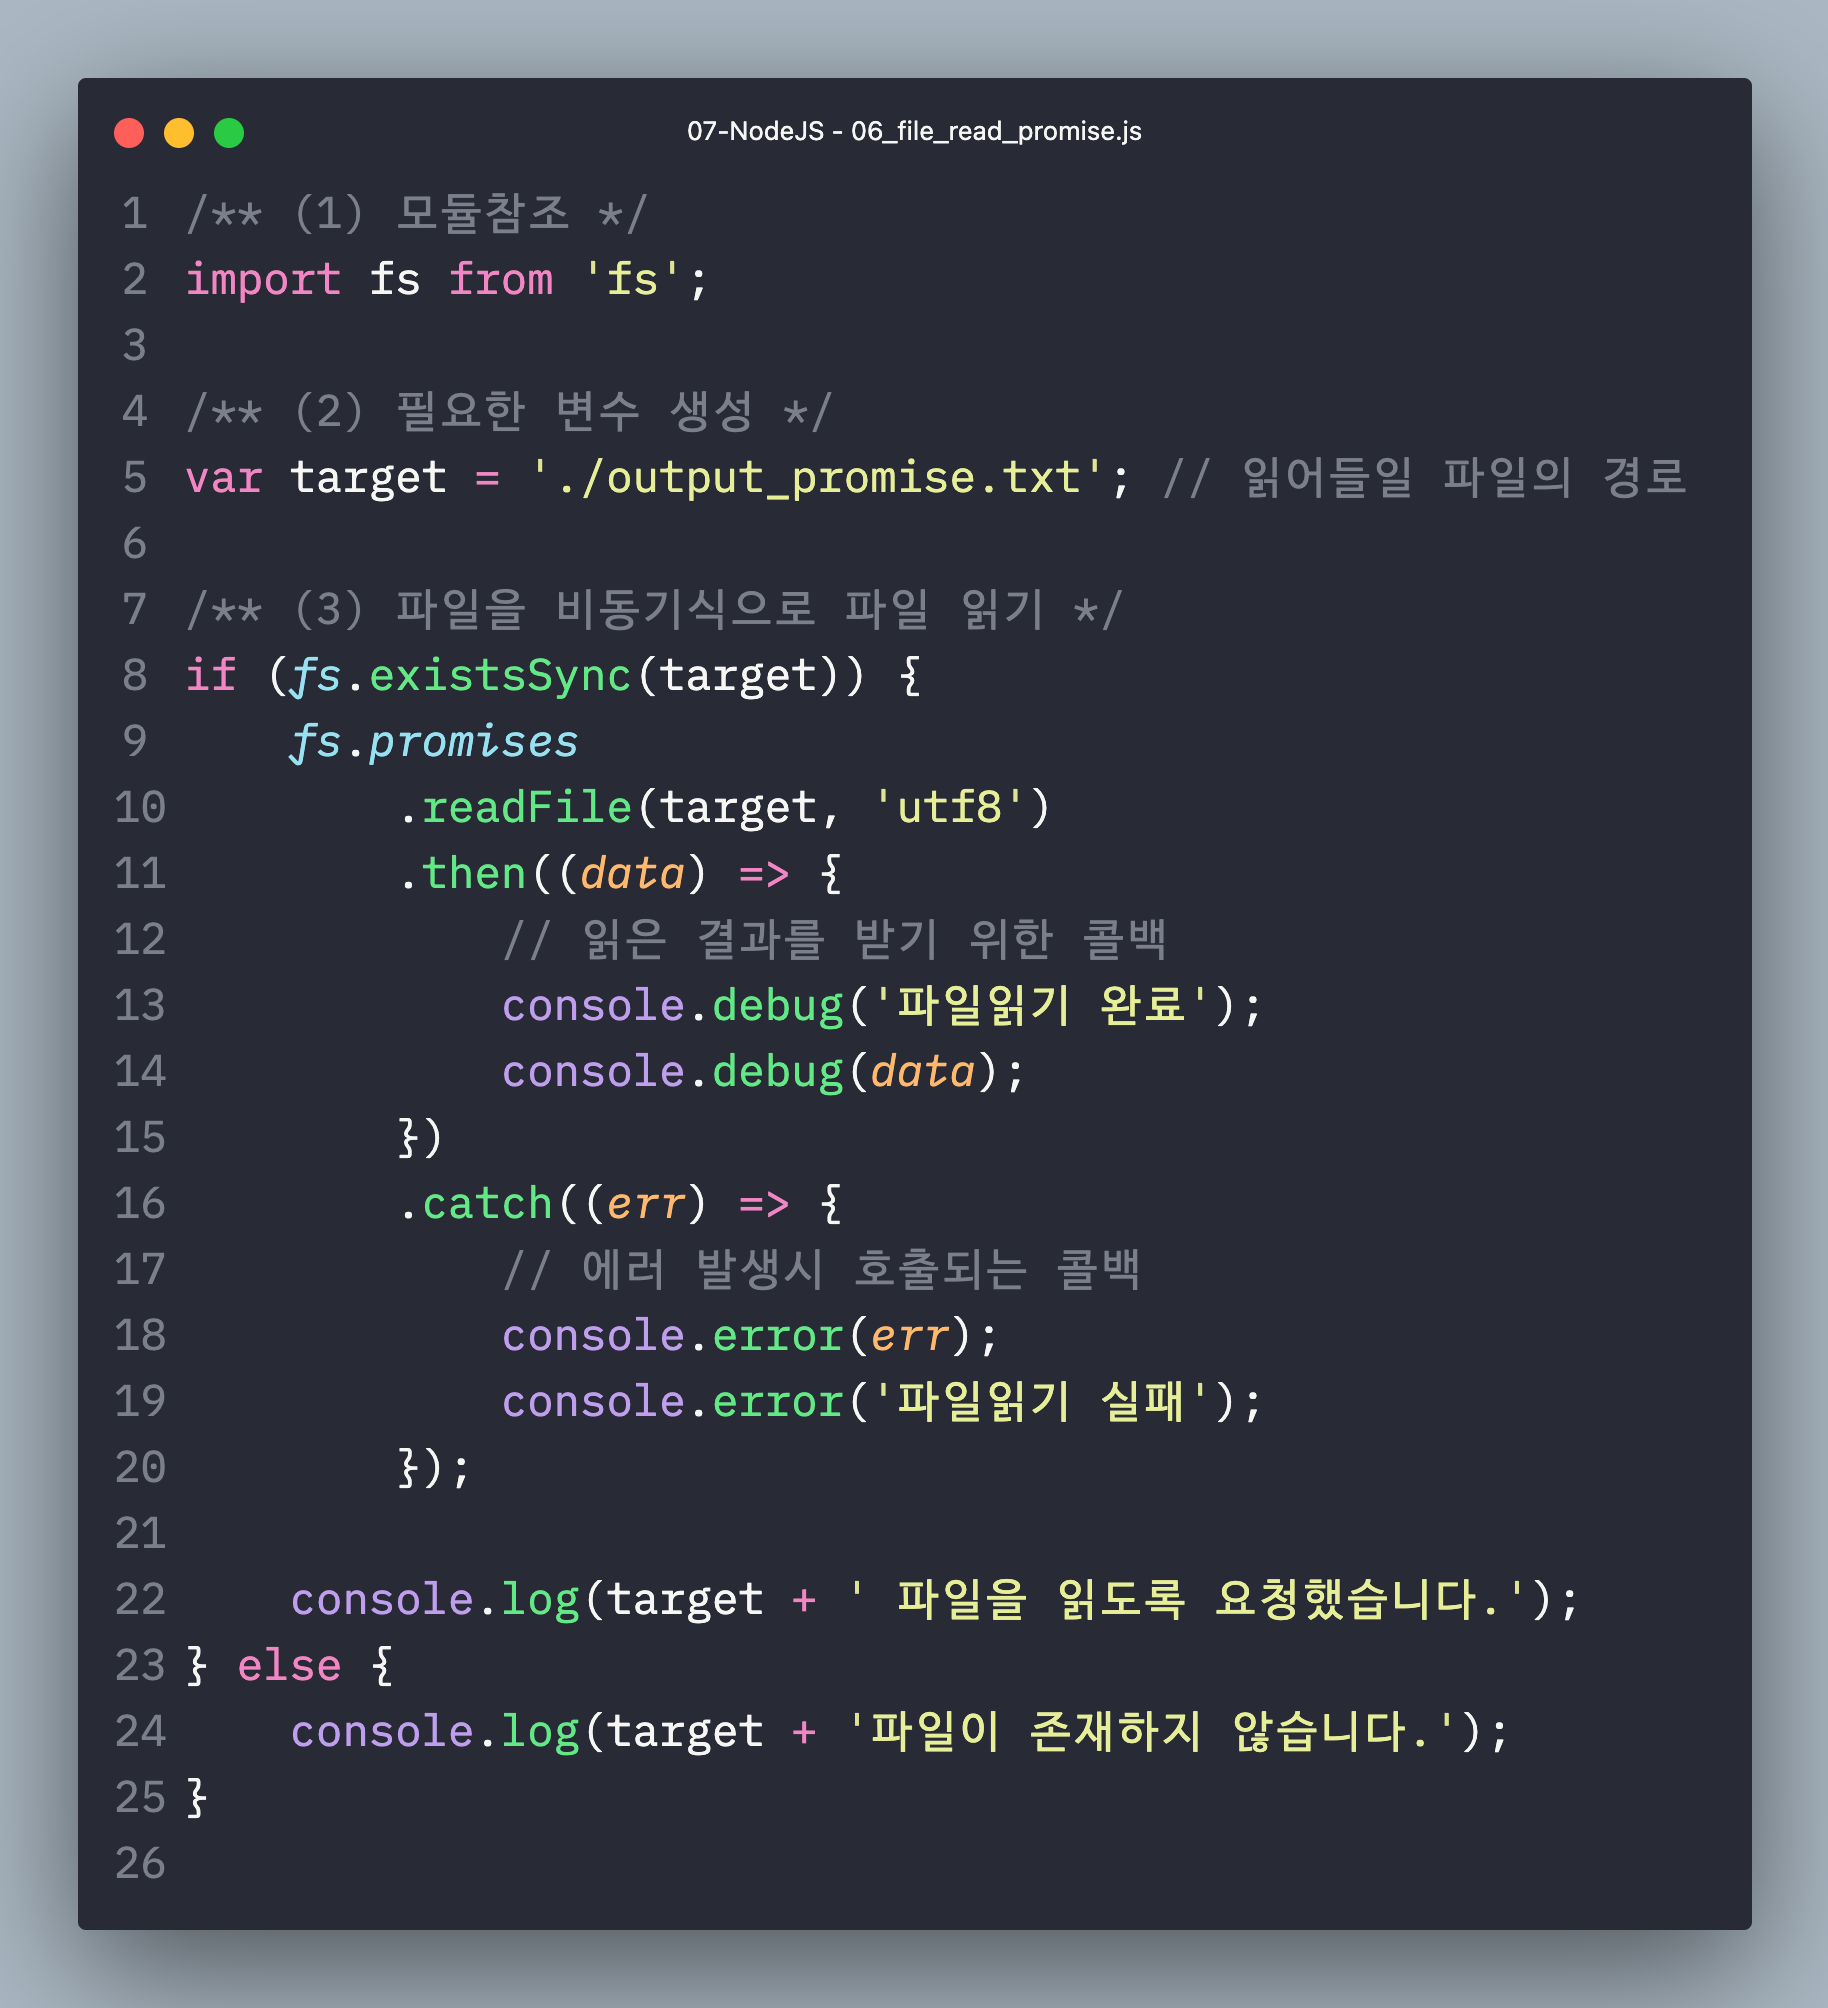 07-NodeJS - 06_file_read_promise.js
1 /** (1) 모듈참조 */
2 import fs from 'fs';
3
4 /** (2) 필요한 변수 생성 */
5 var target = './output_promise.txt'; // 읽어들일 파일의 경로
6
7 /** (3) 파일을 비동기식으로 파일 읽기 */
8 if (fs.existsSync(target)) {
9     fs.promises
10         .readFile(target, 'utf8')
11         .then((data) => {
12             // 읽은 결과를 받기 위한 콜백
13             console.debug('파일읽기 완료');
14             console.debug(data);
15         })
16         .catch((err) => {
17             // 에러 발생시 호출되는 콜백
18             console.error(err);
19             console.error('파일읽기 실패');
20         });
21
22     console.log(target + ' 파일을 읽도록 요청했습니다.');
23 } else {
24     console.log(target + '파일이 존재하지 않습니다.');
25 }
26